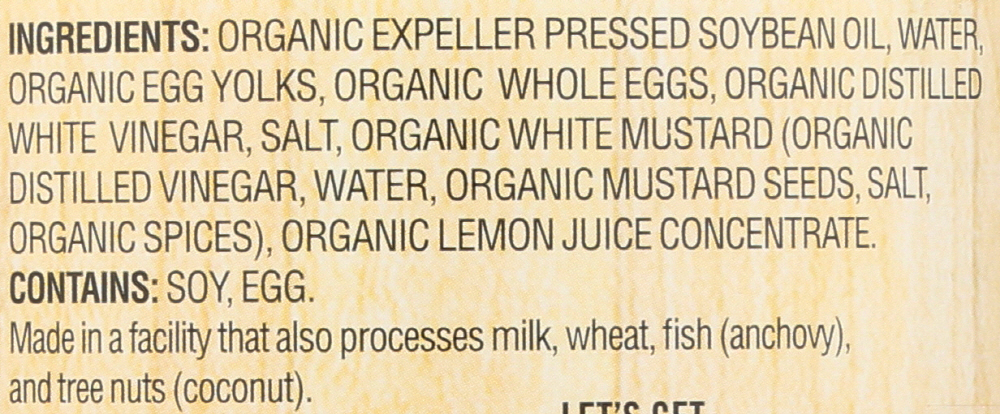 INGREDIENTS: ORGANIC EXPELLER PRESSED SOYBEAN OIL, WATER,
ORGANIC EGG YOLKS, ORGANIC WHOLE EGGS, ORGANIC DISTILLED
WHITE VINEGAR, SALT, ORGANIC WHITE MUSTARD (ORGANIC
DISTILLED VINEGAR, WATER, ORGANIC MUSTARD SEEDS, SALT,
ORGANIC SPICES), ORGANIC LEMON JUICE CONCENTRATE.
CONTAINS: SOY, EGG.
Made in a facility that also processes milk, wheat, fish (anchovy),
and tree nuts (coconut).
LET'S GET